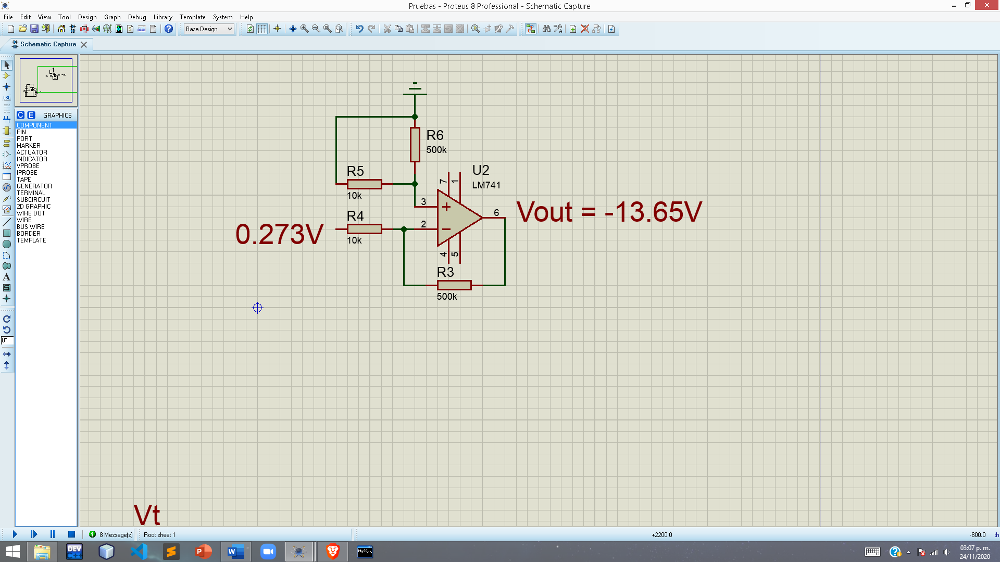 Pruebas - Proteus 8 Professional - Schematic Capture
File Edit View Tool Design Graph Debug Library Template System Help
Base Design
Schematic Capture
LBL
C E GRAPHICS
COMPONENT
PIN
PORT
MARKER
ACTUATOR
INDICATOR
VPROBE
IPROBE
TAPE
GENERATOR
TERMINAL
SUBCIRCUIT
2D GRAPHIC
WIRE DOT
WIRE
BUS WIRE
BORDER
TEMPLATE
A
S
0°
R6
500k
R5
10k
U2
LM741
7 1
3
R4
10k
2
6
4 5
R3
500k
0.273V
Vout = -13.65V
Vt
8 Message(s)
Root sheet 1
+2200.0
-800.0
th
DEV
C++
P
W
MySQL
03:07 p. m.
24/11/2020